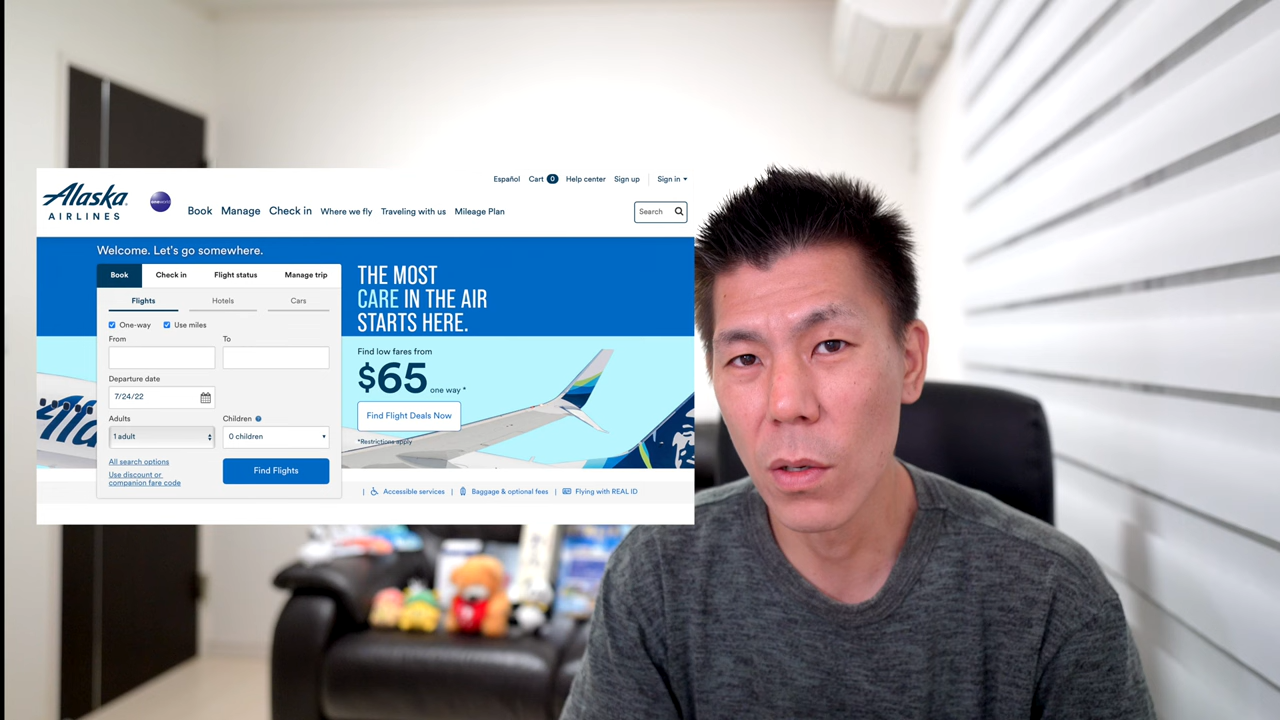 Español Cart 0 Help center Sign up Sign in
Alaska
AIRLINES
oneworld
Book Manage Check in Where we fly Traveling with us Mileage Plan
Search
Welcome. Let's go somewhere.
Book Check in Flight status Manage trip
Flights Hotels Cars
One-way Use miles
From To
Departure date
7/24/22
Adults Children
1 adult 0 children
All search options
Use discount or
companion fare code
Find Flights
THE MOST
CARE IN THE AIR
STARTS HERE.
Find low fares from
$65 one way *
Find Flight Deals Now
*Restrictions apply
| Accessible services | Baggage & optional fees | Flying with REAL ID